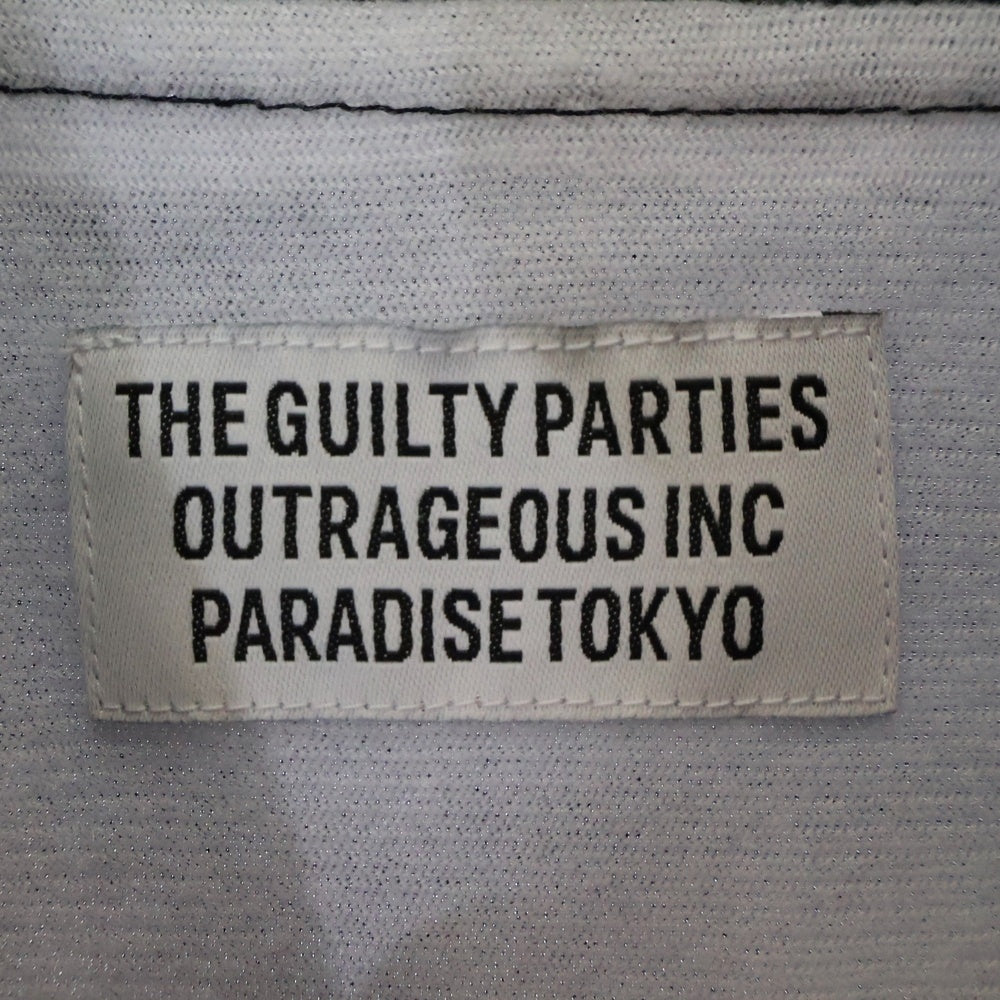 THE GUILTY PARTIES
OUTRAGEOUS INC
PARADISE TOKYO